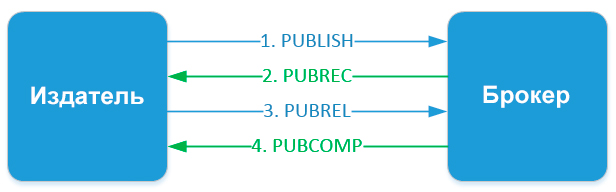 Издатель
1. PUBLISH
2. PUBREC
3. PUBREL
4. PUBCOMP
Брокер